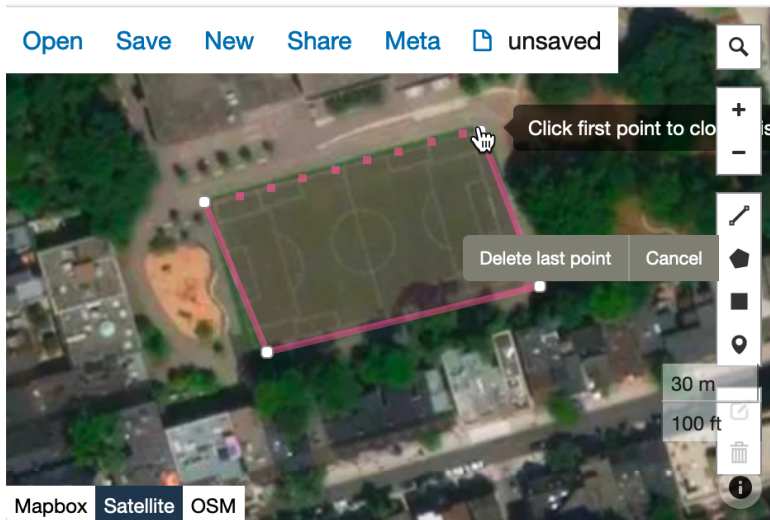 Open Save New Share Meta unsaved
Click first point to clo is
+
−
Delete last point Cancel
30 m
100 ft
Mapbox Satellite OSM